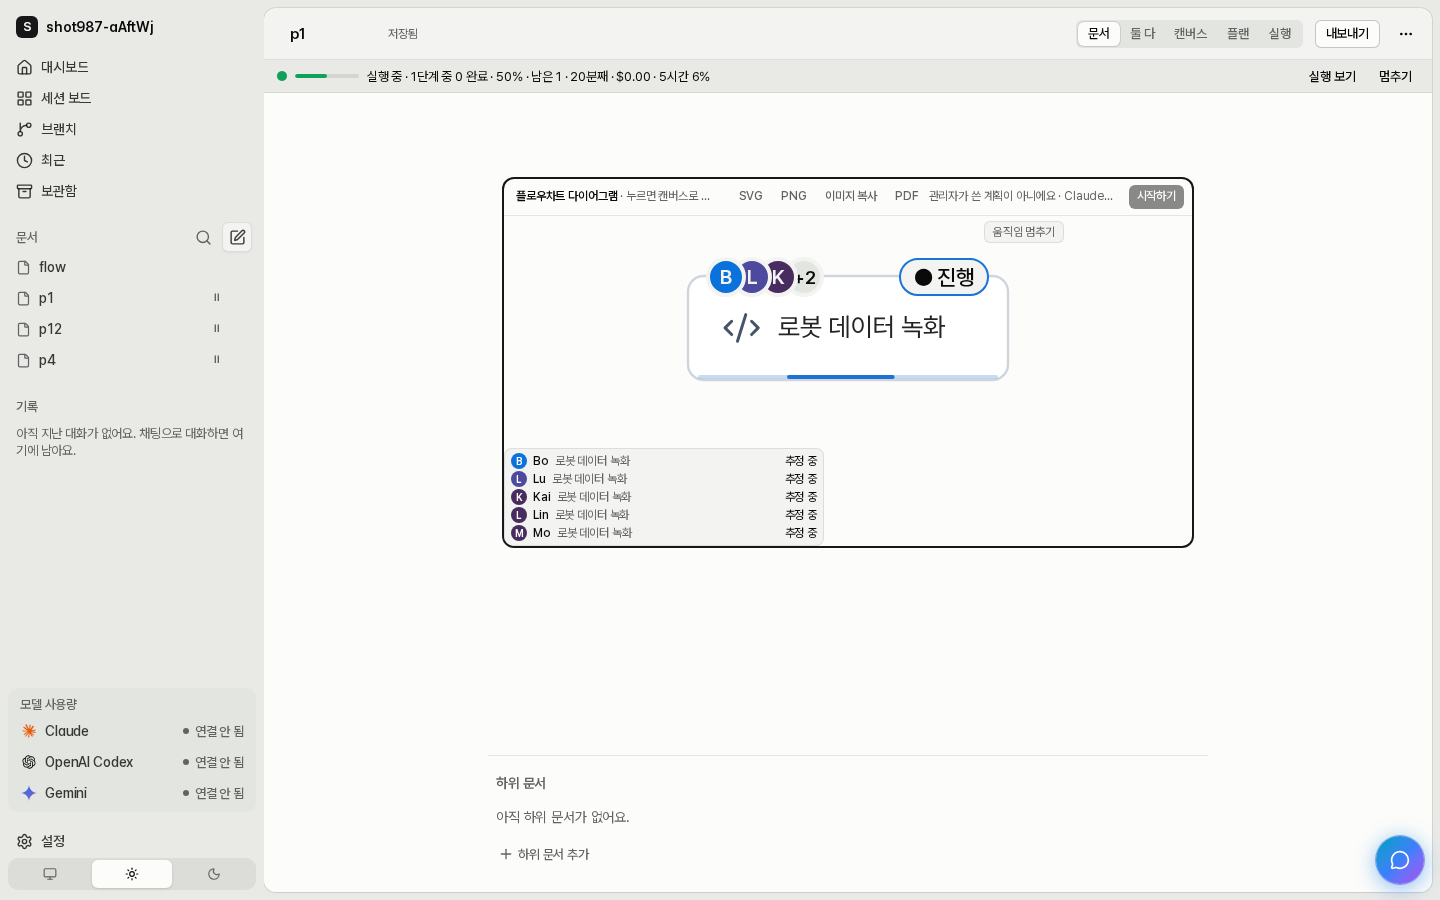 S shot987-aAftWj
대시보드
세션 보드
브랜치
최근
보관함
문서
flow
p1
p12
p4
기록
아직 지난 대화가 없어요. 채팅으로 대화하면 여
기에 남아요.
모델 사용량
Claude 연결 안 됨
OpenAI Codex 연결 안 됨
Gemini 연결 안 됨
설정
p1 저장됨 문서 둘 다 캔버스 플랜 실행 내보내기
실행 중 · 1단계 중 0 완료 · 50% · 남은 1 · 20분째 · $0.00 · 5시간 6% 실행 보기 멈추기
플로우차트 다이어그램 · 누르면 캔버스로 ... SVG PNG 이미지 복사 PDF 관리자가 쓴 계획이 아니에요 · Claude... 시작하기
움직임 멈추기
B L K +2 진행
로봇 데이터 녹화
B Bo 로봇 데이터 녹화 추정 중
L Lu 로봇 데이터 녹화 추정 중
K Kai 로봇 데이터 녹화 추정 중
L Lin 로봇 데이터 녹화 추정 중
M Mo 로봇 데이터 녹화 추정 중
하위 문서
아직 하위 문서가 없어요.
하위 문서 추가